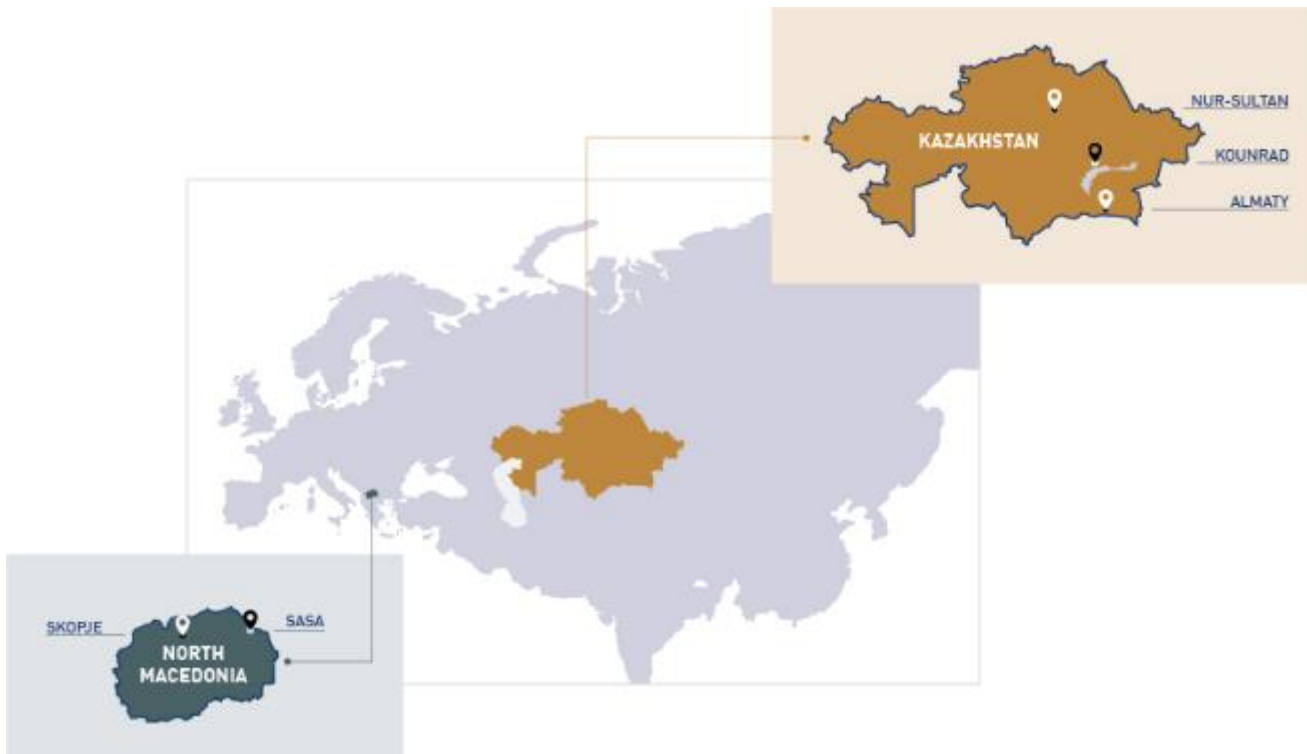 NUR-SULTAN
KAZAKHSTAN
KOUNRAD
ALMATY
SKOPJE
SASA
NORTH
MACEDONIA